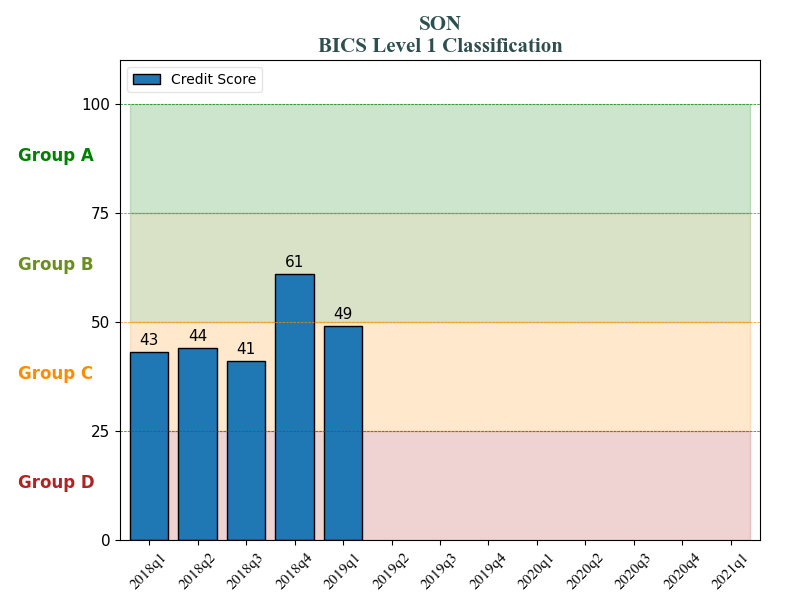 SON
BICS Level 1 Classification
Credit Score
100
Group A
75
Group B
61
50
49
43
44
41
Group C
25
Group D
0
2018q1
2018q2
2018q3
2018q4
2019q1
2019q2
2019q3
2019q4
2020q1
2020q2
2020q3
2020q4
2021q1